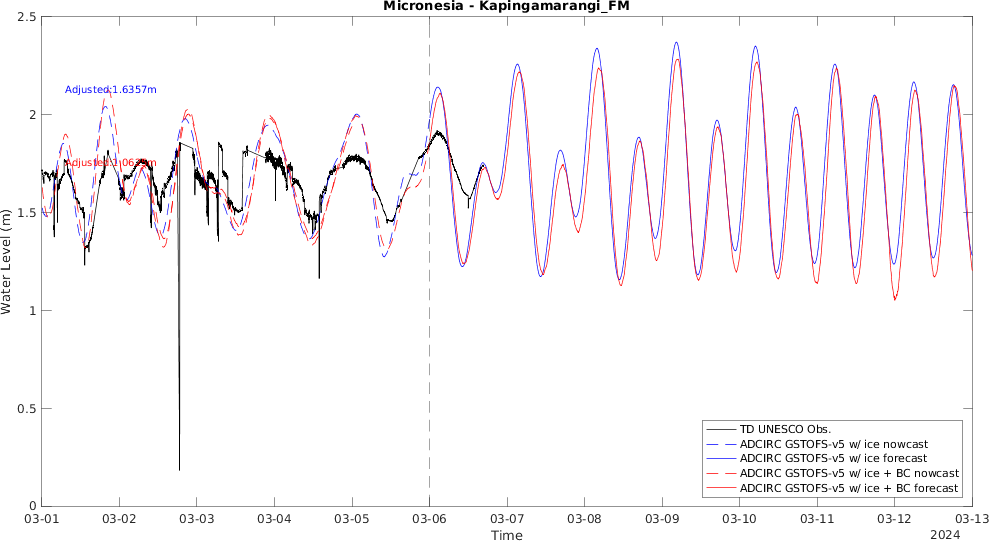 Micronesia - Kapingamarangi_FM
2.5
2
1.5
1
0.5
0
Water Level (m)
Adjusted:1.6357m
TD UNESCO Obs.
ADCIRC GSTOFS-v5 w/ ice nowcast
ADCIRC GSTOFS-v5 w/ ice forecast
ADCIRC GSTOFS-v5 w/ ice + BC nowcast
ADCIRC GSTOFS-v5 w/ ice + BC forecast
03-01 03-02 03-03 03-04 03-05 03-06 03-07 03-08 03-09 03-10 03-11 03-12 03-13
Time
2024